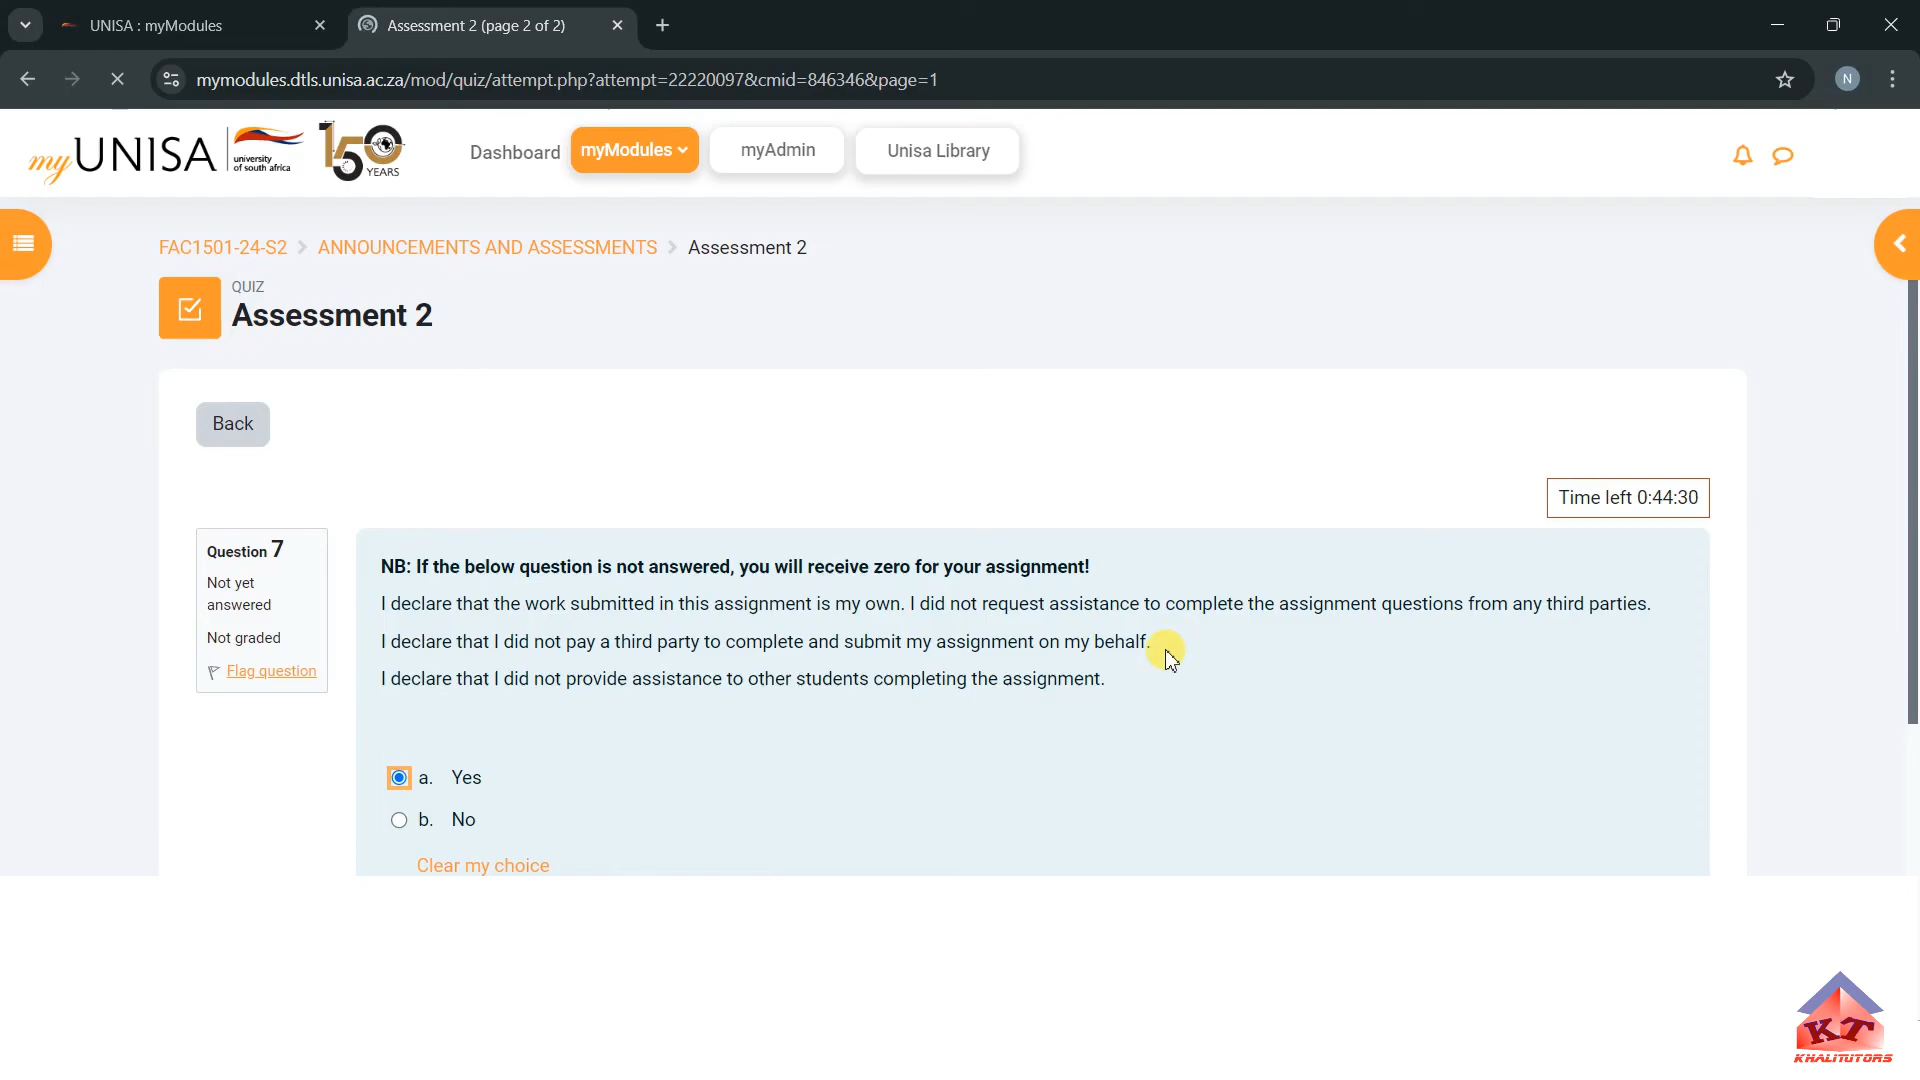 UNISA : myModules
Assessment 2 (page 2 of 2)
mymodules.dtls.unisa.ac.za/mod/quiz/attempt.php?attempt=22220097&cmid=846346&page=1
N
my UNISA
university
of south africa
150
YEARS
Dashboard
myModules
myAdmin
Unisa Library
FAC1501-24-S2 > ANNOUNCEMENTS AND ASSESSMENTS > Assessment 2
QUIZ
Assessment 2
Back
Time left 0:44:30
Question 7
Not yet
answered
Not graded
Flag question
NB: If the below question is not answered, you will receive zero for your assignment!
I declare that the work submitted in this assignment is my own. I did not request assistance to complete the assignment questions from any third parties.
I declare that I did not pay a third party to complete and submit my assignment on my behalf.
I declare that I did not provide assistance to other students completing the assignment.
a. Yes
b. No
Clear my choice
KT
KHALITUTORS